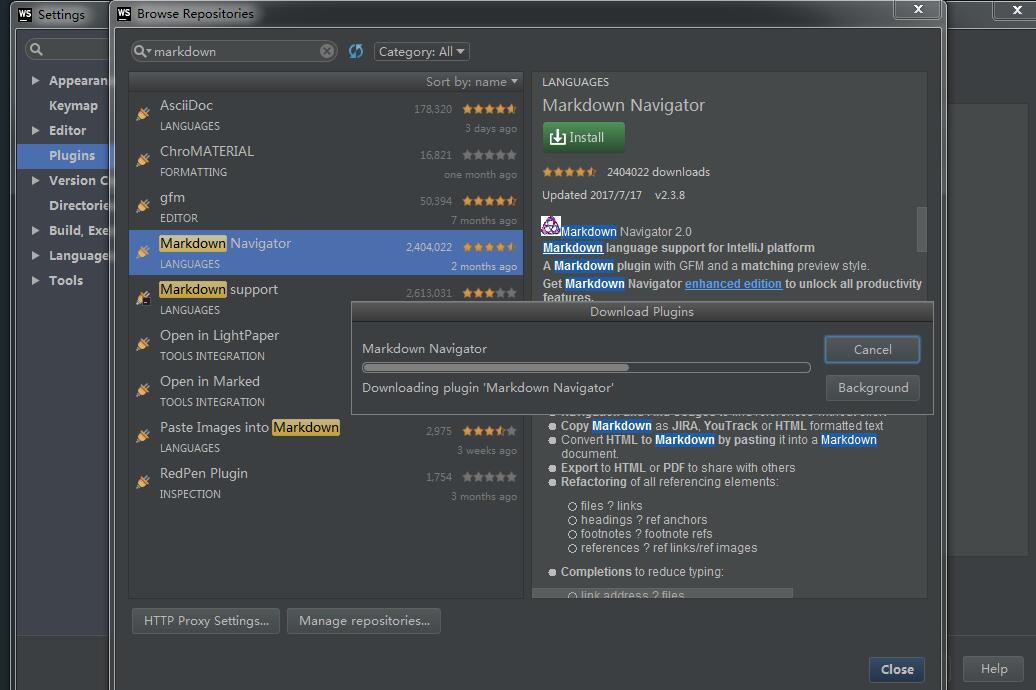 WS Settings
WS Browse Repositories
markdown
Category: All
Appearan
Keymap
Editor
Plugins
Version C
Directorie
Build, Exe
Language
Tools
Sort by: name
AsciiDoc 178,320
LANGUAGES 3 days ago
ChroMATERIAL 16,821
FORMATTING one month ago
gfm 50,394
EDITOR 7 months ago
Markdown Navigator 2,404,022
LANGUAGES 2 months ago
Markdown support 2,613,031
LANGUAGES
Open in LightPaper
TOOLS INTEGRATION
Open in Marked
TOOLS INTEGRATION
Paste Images into Markdown 2,975
LANGUAGES 3 weeks ago
RedPen Plugin 1,754
INSPECTION 3 months ago
LANGUAGES
Markdown Navigator
Install
2404022 downloads
Updated 2017/7/17 v2.3.8
Markdown Navigator 2.0
Markdown language support for IntelliJ platform
A Markdown plugin with GFM and a matching preview style.
Get Markdown Navigator enhanced edition to unlock all productivity
features.
Download Plugins
Markdown Navigator
Cancel
Downloading plugin 'Markdown Navigator'
Background
Copy Markdown as JIRA, YouTrack or HTML formatted text
Convert HTML to Markdown by pasting it into a Markdown
document.
Export to HTML or PDF to share with others
Refactoring of all referencing elements:
files ? links
headings ? ref anchors
footnotes ? footnote refs
references ? ref links/ref images
Completions to reduce typing:
link address ? files
HTTP Proxy Settings...
Manage repositories...
Close
Help